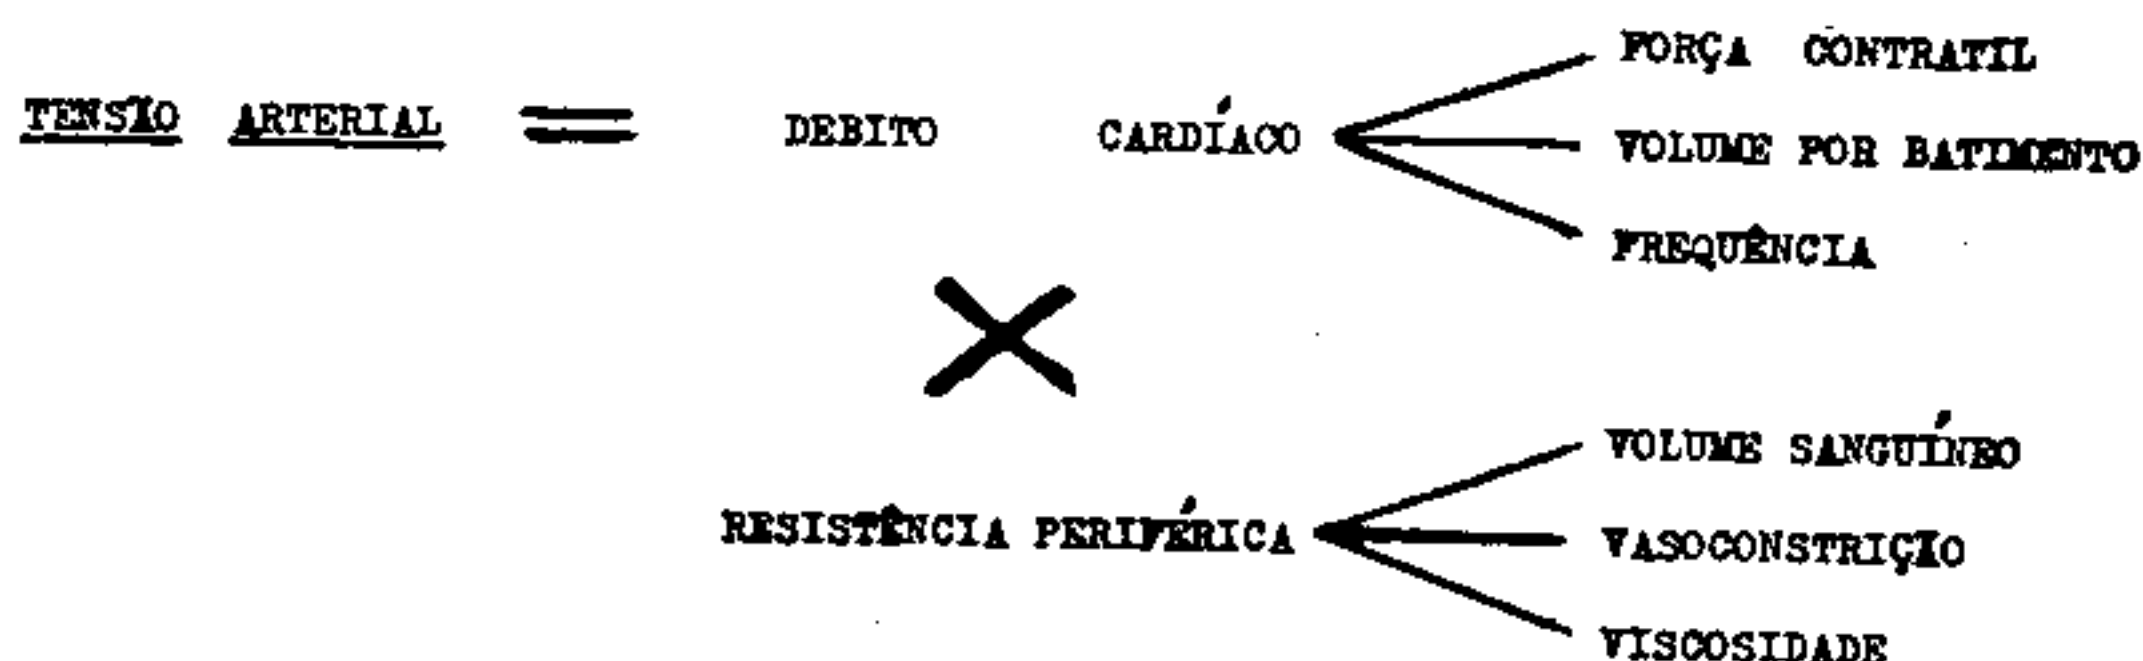 FORÇA CONTRATIL
TENSÃO ARTERIAL = DEBITO CARDÍACO
VOLUME POR BATIMENTO
FREQUÊNCIA
X
VOLUME SANGUÍNEO
RESISTÊNCIA PERIFÉRICA
VASOCONSTRIÇÃO
VISCOSIDADE